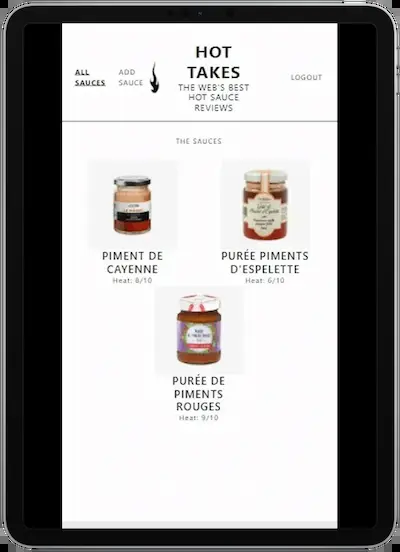 HOT
TAKES
THE WEB'S BEST
HOT SAUCE
REVIEWS
ALL
SAUCES
ADD
SAUCE
LOGOUT
THE SAUCES
PIMENT DE
CAYENNE
Heat: 8/10
PURÉE PIMENTS
D'ESPELETTE
Heat: 6/10
PURÉE DE
PIMENTS
ROUGES
Heat: 9/10